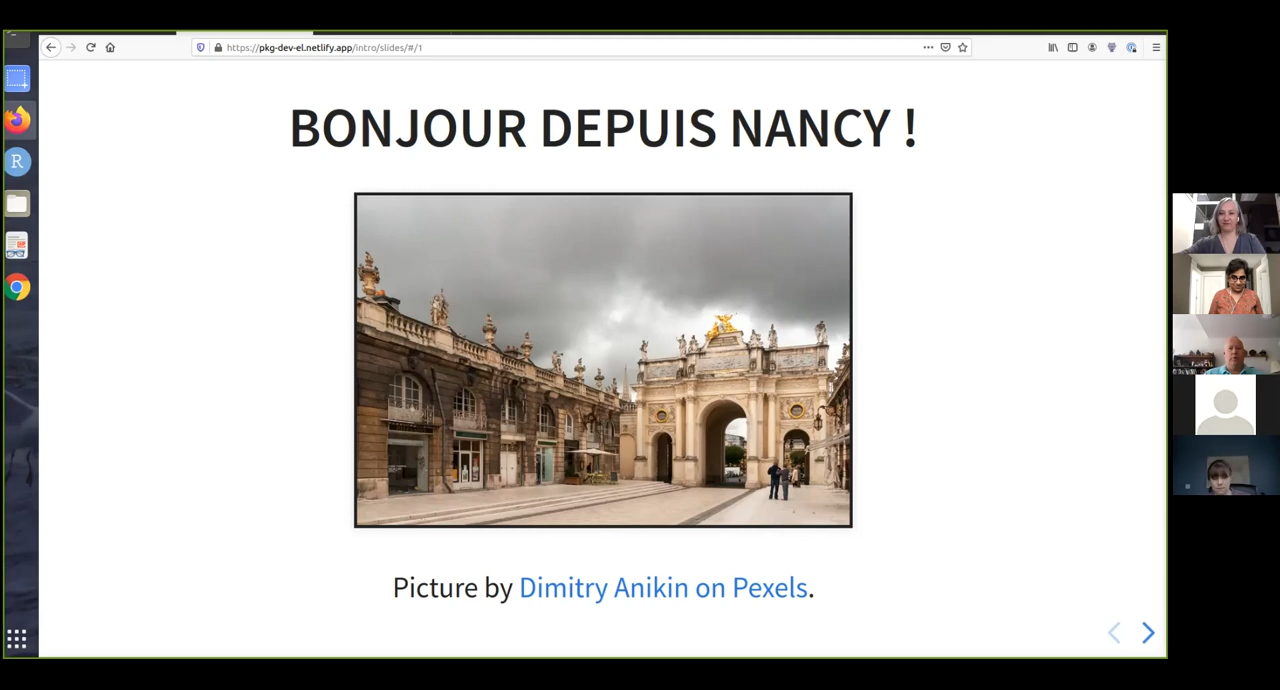 https://pkg-dev-el.netlify.app/intro/slides/#/1
BONJOUR DEPUIS NANCY !
Picture by Dimitry Anikin on Pexels.
R